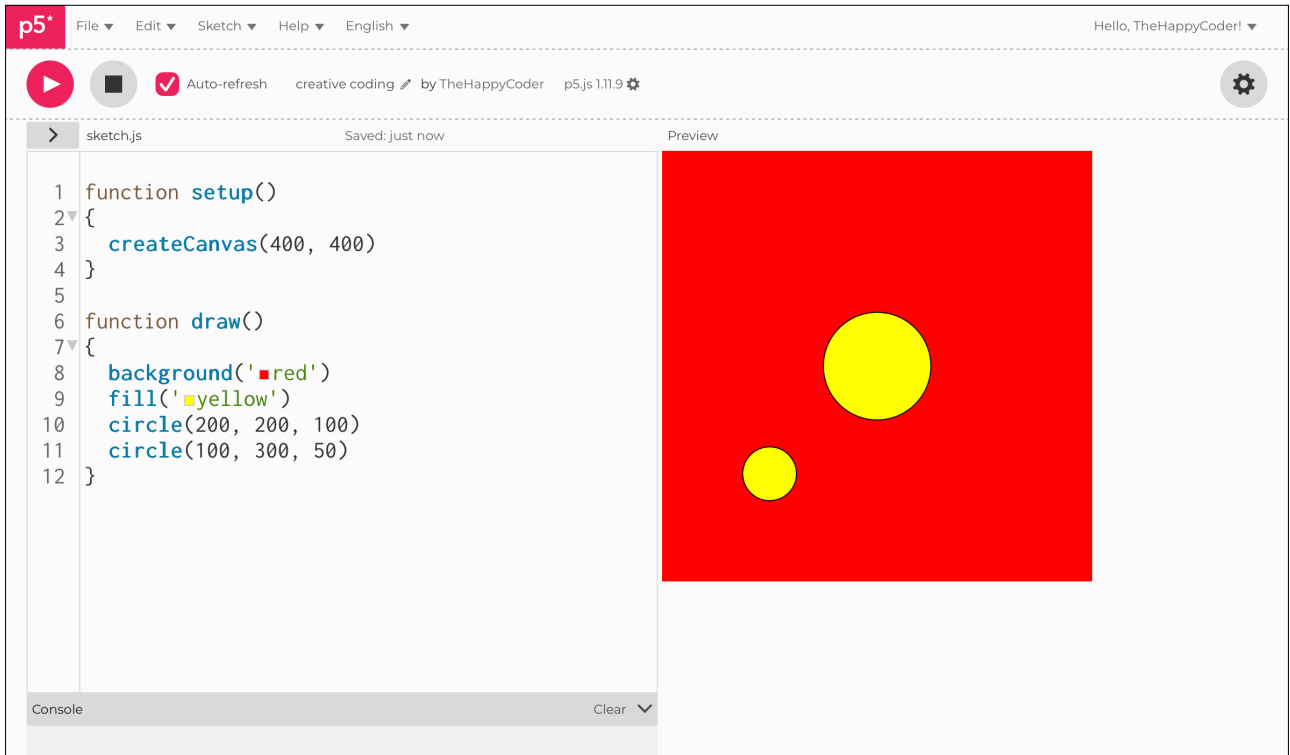 p5* File Edit Sketch Help English Hello, TheHappyCoder!
Auto-refresh creative coding by TheHappyCoder p5.js 1.11.9
sketch.js Saved: just now Preview
1 function setup()
2 {
3 createCanvas(400, 400)
4 }
5
6 function draw()
7 {
8 background('red')
9 fill('yellow')
10 circle(200, 200, 100)
11 circle(100, 300, 50)
12 }
Console Clear